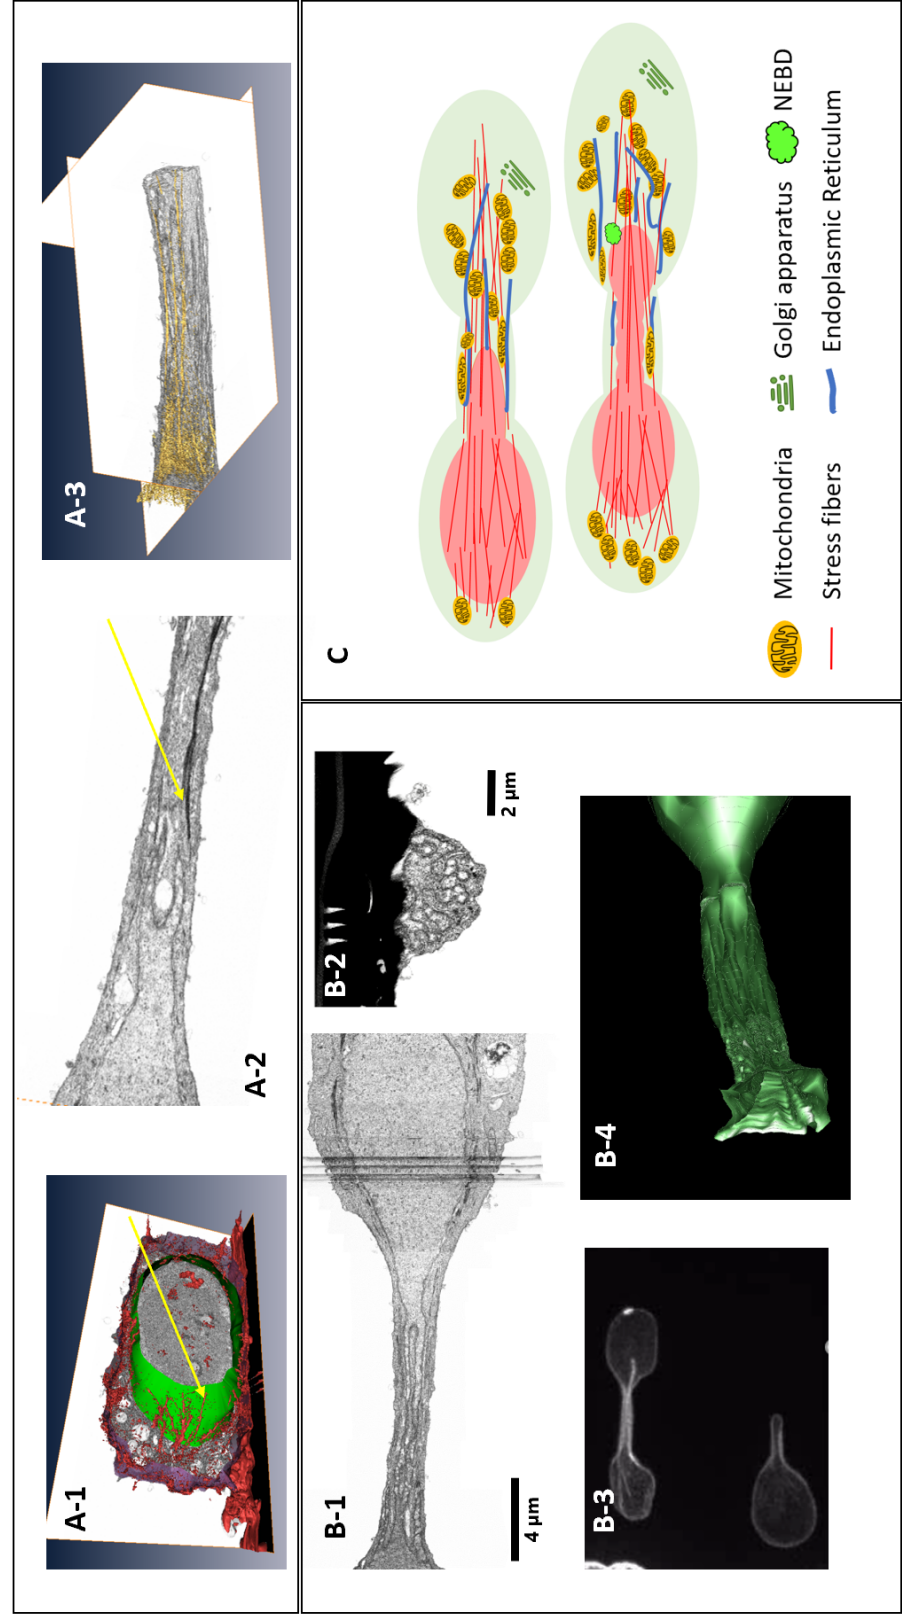 A-1
A-2
A-3
B-1
4 µm
B-2
2 µm
B-3
B-4
C
Mitochondria
Golgi apparatus
NEBD
Stress fibers
Endoplasmic Reticulum